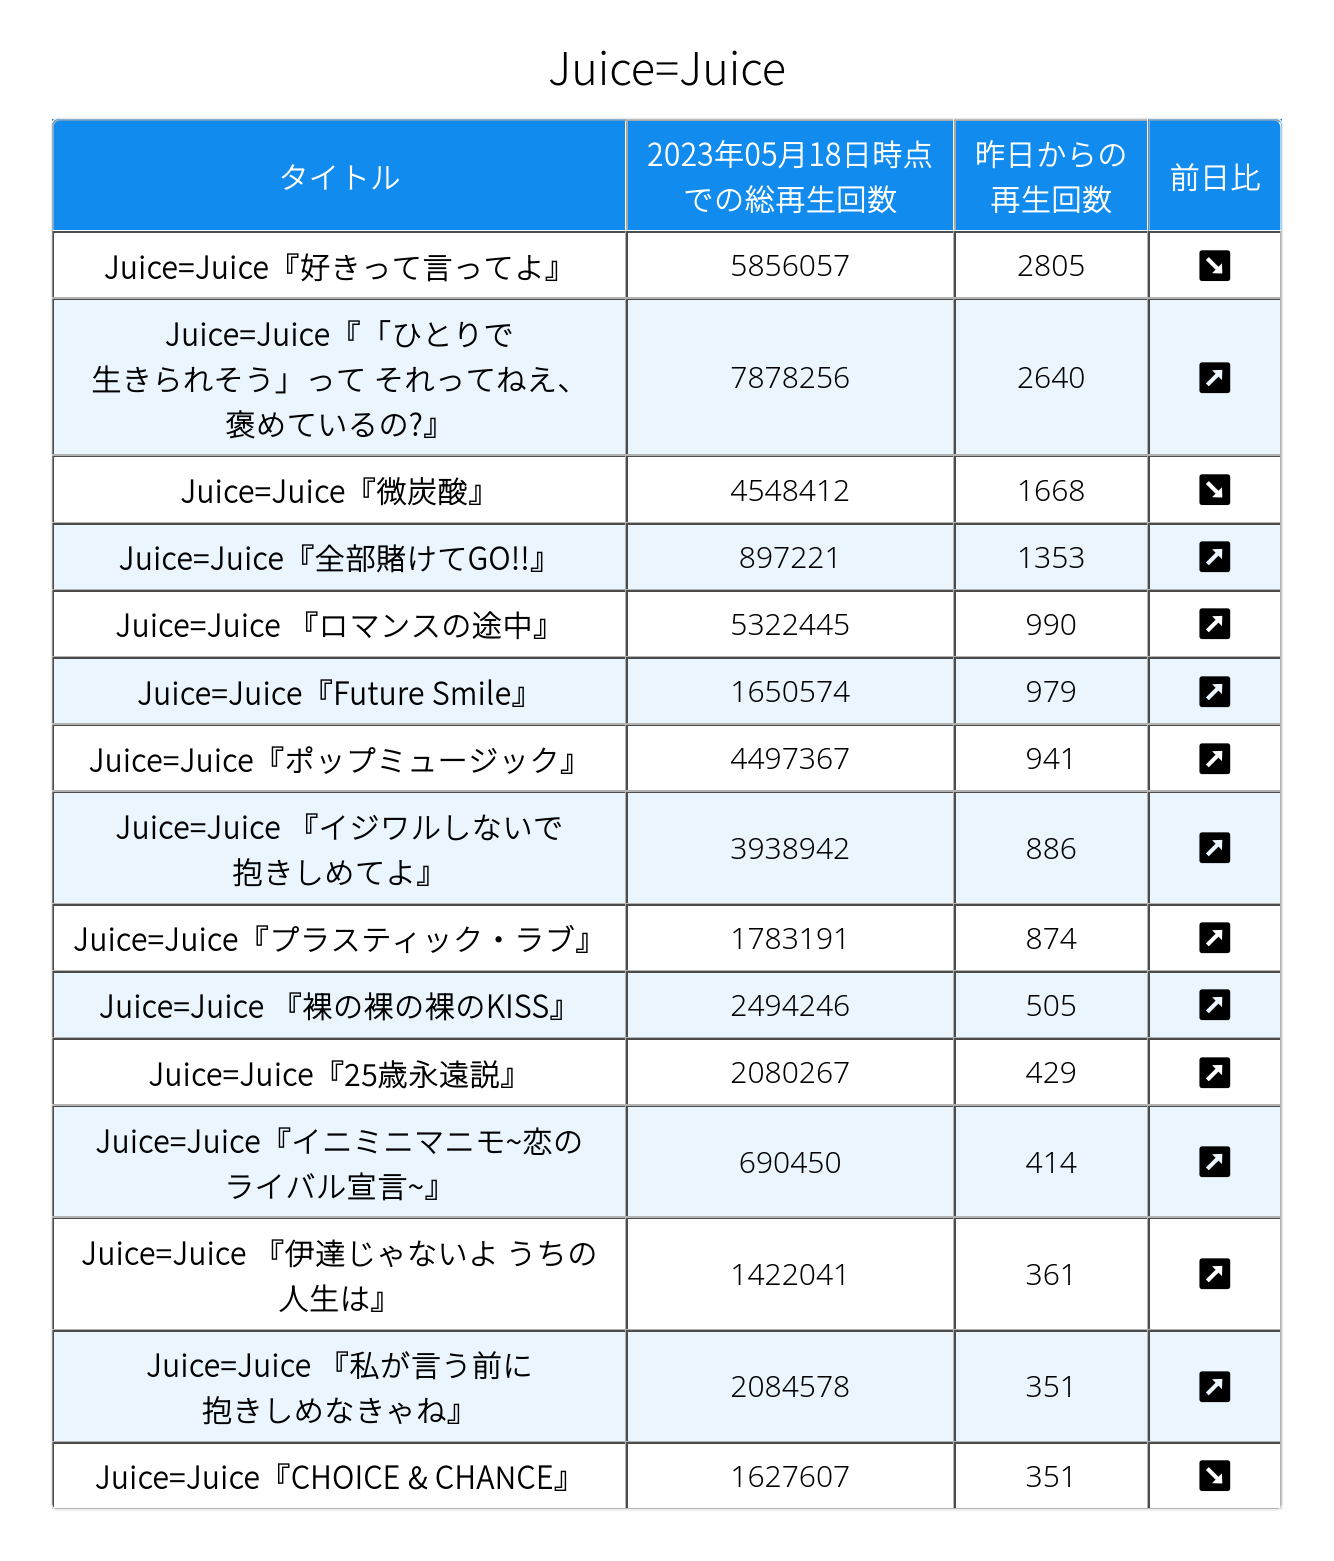 Juice=Juice
タイトル
2023年05月18日時点
での総再生回数
昨日からの
再生回数
前日比
Juice=Juice『好きって言ってよ』
5856057
2805
Juice=Juice『「ひとりで
生きられそう」って それってねえ、
褒めているの?』
7878256
2640
Juice=Juice『微炭酸』
4548412
1668
Juice=Juice『全部賭けてGO!!』
897221
1353
Juice=Juice 『ロマンスの途中』
5322445
990
Juice=Juice『Future Smile』
1650574
979
Juice=Juice『ポップミュージック』
4497367
941
Juice=Juice 『イジワルしないで
抱きしめてよ』
3938942
886
Juice=Juice『プラスティック・ラブ』
1783191
874
Juice=Juice 『裸の裸の裸のKISS』
2494246
505
Juice=Juice『25歳永遠説』
2080267
429
Juice=Juice『イニミニマニモ~恋の
ライバル宣言~』
690450
414
Juice=Juice 『伊達じゃないよ うちの
人生は』
1422041
361
Juice=Juice 『私が言う前に
抱きしめなきゃね』
2084578
351
Juice=Juice『CHOICE & CHANCE』
1627607
351